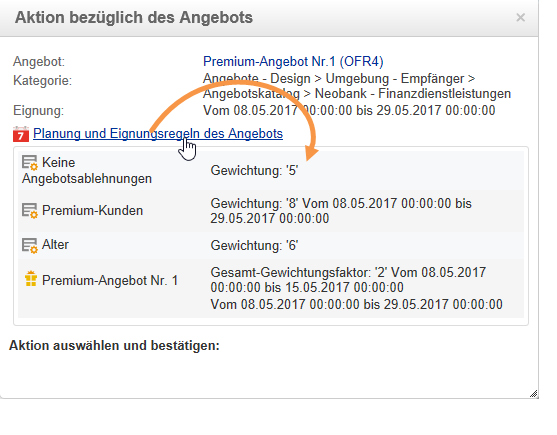 Aktion bezüglich des Angebots ×
Angebot: Premium-Angebot Nr.1 (OFR4)
Kategorie: Angebote - Design > Umgebung - Empfänger >
Angebotskatalog > Neobank - Finanzdienstleistungen
Eignung: Vom 08.05.2017 00:00:00 bis 29.05.2017 00:00:00
7 Planung und Eignungsregeln des Angebots
Keine
Angebotsablehnungen
Gewichtung: '5'
Premium-Kunden
Gewichtung: '8' Vom 08.05.2017 00:00:00 bis
29.05.2017 00:00:00
Alter Gewichtung: '6'
Premium-Angebot Nr. 1
Gesamt-Gewichtungsfaktor: '2' Vom 08.05.2017
00:00:00 bis 15.05.2017 00:00:00
Vom 08.05.2017 00:00:00 bis 29.05.2017 00:00:00
Aktion auswählen und bestätigen: